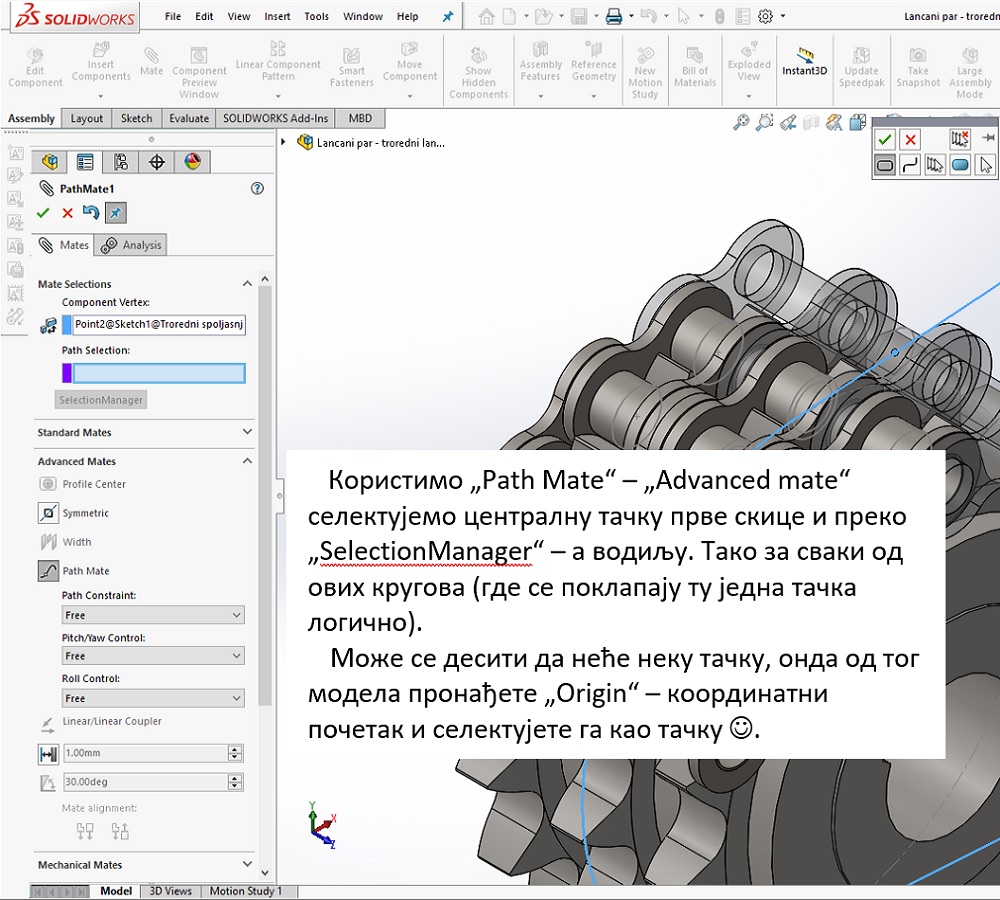 SOLIDWORKS File Edit View Insert Tools Window Help Lancani par - troredn
Edit Component
Insert Components
Mate
Component Preview Window
Linear Component Pattern
Smart Fasteners
Move Component
Show Hidden Components
Assembly Features
Reference Geometry
New Motion Study
Bill of Materials
Exploded View
Instant3D
Update Speedpak
Take Snapshot
Large Assembly Mode
Assembly Layout Sketch Evaluate SOLIDWORKS Add-Ins MBD
Lancani par - troredni lan...
PathMate1
Mates Analysis
Mate Selections
Component Vertex:
Point2@Sketch1@Troredni spoljasnj
Path Selection:
SelectionManager
Standard Mates
Advanced Mates
Profile Center
Symmetric
Width
Path Mate
Path Constraint:
Free
Pitch/Yaw Control:
Free
Roll Control:
Free
Linear/Linear Coupler
1.00mm
30.00deg
Mate alignment:
Mechanical Mates
Користимо „Path Mate“ – „Advanced mate“
селектујемо централну тачку прве скице и преко
„SelectionManager“ – а водиљу. Тако за сваки од
ових кругова (где се поклапају ту једна тачка
логично).
Може се десити да неће неку тачку, онда од тог
модела пронађете „Origin“ – координатни
почетак и селектујете га као тачку ☺.
Y
X
Z
Model 3D Views Motion Study 1